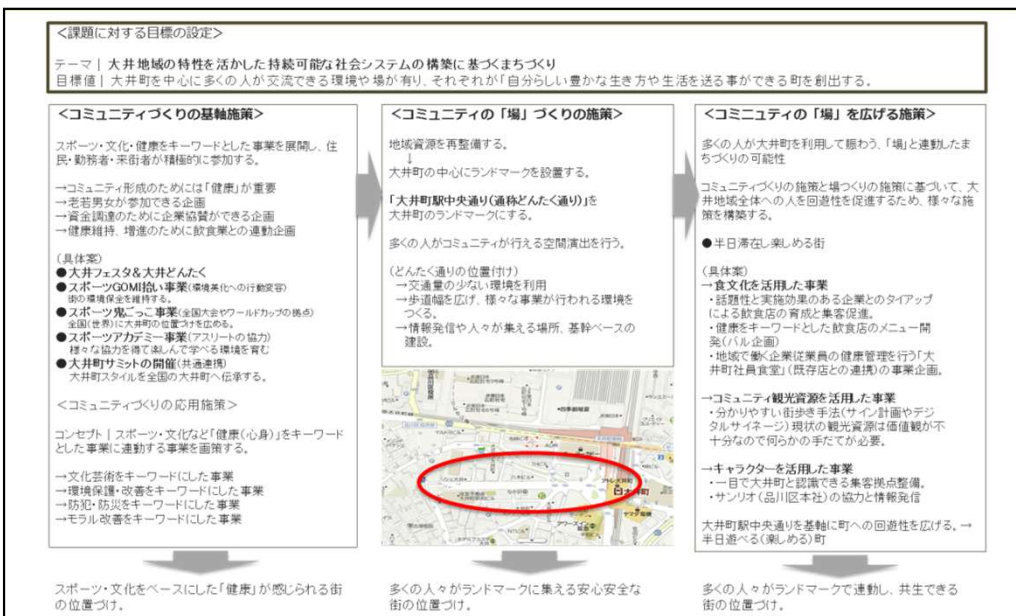 <課題に対する目標の設定>
テーマ | 大井地域の特性を活かした持続可能な社会システムの構築に基づくまちづくり
目標値 | 大井町を中心に多くの人が交流できる環境や場が有り、それぞれが「自分らしい豊かな生き方や生活を送る事ができる町を創出する。
<コミュニティづくりの基軸施策>
スポーツ・文化・健康をキーワードとした事業を展開し、住
民・勤務者・来街者が積極的に参加する。
→コミュニティ形成のためには「健康」が重要
→老若男女が参加できる企画
→資金調達のために企業協賛ができる企画
→健康維持、増進のために飲食業との連動企画
(具体案)
●大井フェスタ&大井どんたく
●スポーツGOMI拾い事業(環境美化への行動変容)
街の環境保全を維持する。
●スポーツ鬼ごっこ事業(全国大会やワールドカップの拠点)
全国(世界)に大井町の位置づけを広める。
●スポーツアカデミー事業(アスリートの協力)
様々な協力を得て楽しんで学べる環境を育む
●大井町サミットの開催(共通連携)
大井町スタイルを全国の大井町へ伝承する。
<コミュニティづくりの応用施策>
コンセプト | スポーツ・文化など「健康(心身)」をキーワード
とした事業に連動する事業を画策する。
→文化芸術をキーワードにした事業
→環境保護・改善をキーワードにした事業
→防犯・防災をキーワードにした事業
→モラル改善をキーワードにした事業
スポーツ・文化をベースにした「健康」が感じられる街
の位置づけ。
<コミュニティの「場」づくりの施策>
地域資源を再整備する。
↓
大井町の中心にランドマークを設置する。
「大井町駅中央通り(通称どんたく通り)」を
大井町のランドマークにする。
多くの人がコミュニティが行える空間演出を行う。
(どんたく通りの位置付け)
→交通量の少ない環境を利用
→歩道幅を広げ、様々な事業が行われる環境を
つくる。
→情報発信や人々が集える場所、基幹ベースの
建設。
四季劇場
アトレ大井町
大井町
ヤマダ電機
多くの人々がランドマークに集える安心安全な
街の位置づけ。
<コミュニティの「場」を広げる施策>
多くの人が大井町を利用して賑わう、「場」と連動したま
ちづくりの可能性
コミュニティづくりの施策と場つくりの施策に基づいて、大
井地域全体への人を回遊性を促進するため、様々な施
策を構築する。
●半日滞在し楽しめる街
(具体案)
→食文化を活用した事業
・話題性と実施効果のある企業とのタイアップ
による飲食店の育成と集客促進。
・健康をキーワードとした飲食店のメニュー開
発(バル企画)
・地域で働く企業従業員の健康管理を行う「大
井町社員食堂」(既存店との連携)の事業企画。
→コミュニティ観光資源を活用した事業
・分かりやすい街歩き手法(サイン計画やデジ
タルサイネージ)現状の観光資源は価値観が不
十分なので何らかの手だてが必要。
→キャラクターを活用した事業
・一目で大井町と認識できる集客拠点整備。
・サンリオ(品川区本社)の協力と情報発信
大井町駅中央通りを基軸に町への回遊性を広げる。→
半日遊べる(楽しめる)町
多くの人々がランドマークで連動し、共生できる
街の位置づけ。